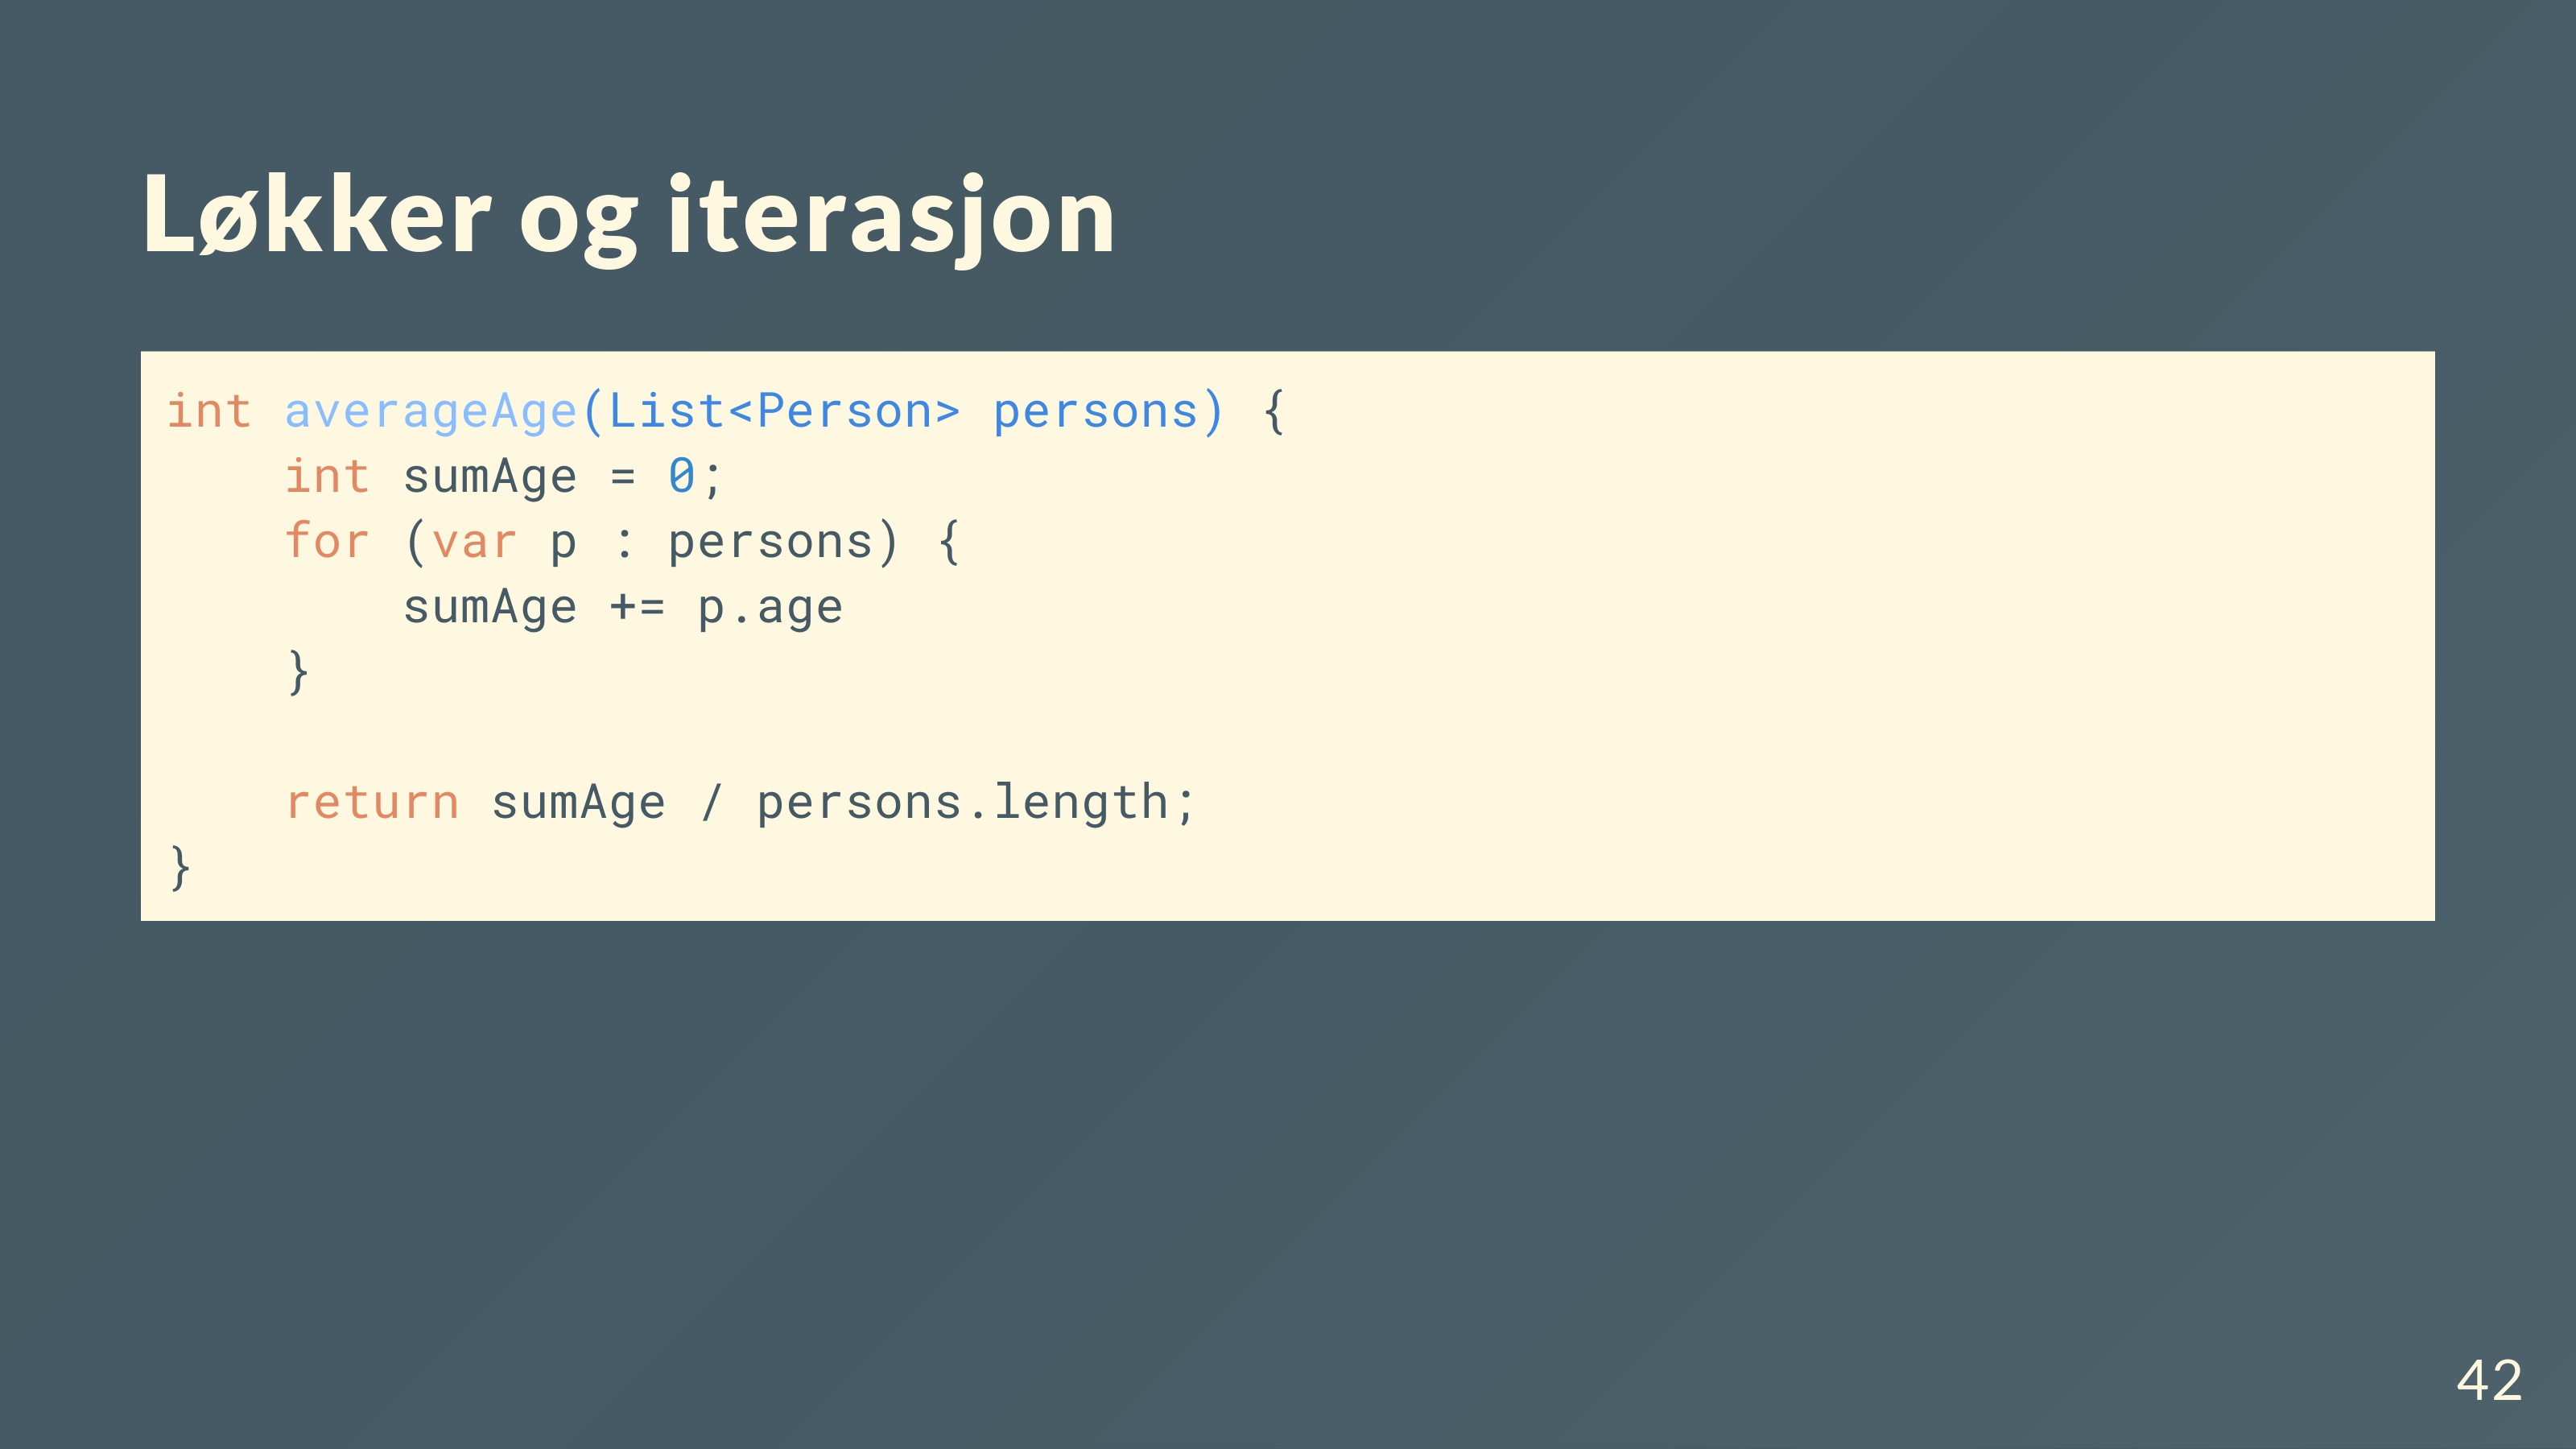 Løkker og iterasjon
int averageAge(List<Person> persons) {
    int sumAge = 0;
    for (var p : persons) {
        sumAge += p.age
    }

    return sumAge / persons.length;
}
42